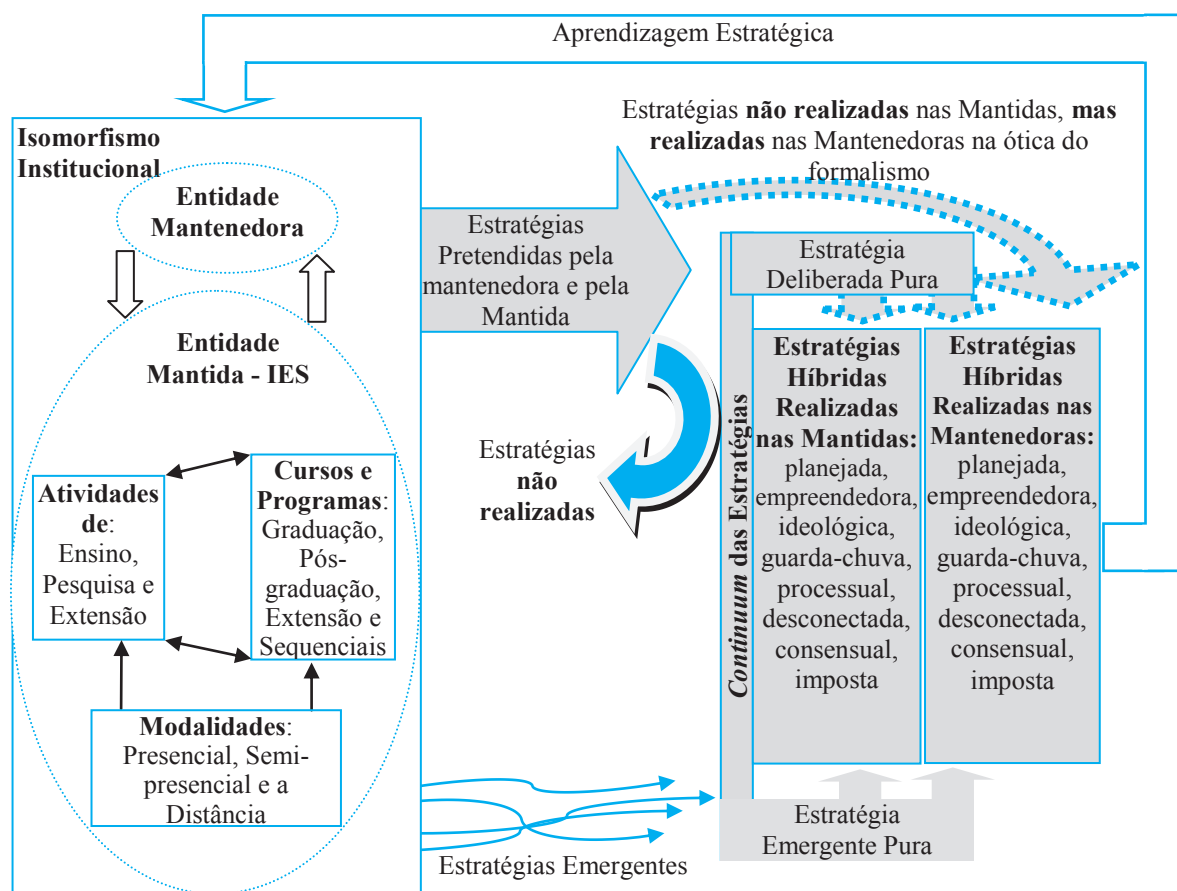 Aprendizagem Estratégica
Isomorfismo
Institucional
Entidade
Mantenedora
Entidade
Mantida - IES
Atividades
de:
Ensino,
Pesquisa e
Extensão
Cursos e
Programas:
Graduação,
Pós-
graduação,
Extensão e
Sequenciais
Modalidades:
Presencial, Semi-
presencial e a
Distância
Estratégias
Pretendidas pela
mantenedora e pela
Mantida
Estratégias não realizadas nas Mantidas, mas
realizadas nas Mantenedoras na ótica do
formalismo
Estratégias
não
realizadas
Estratégias Emergentes
Estratégia
Deliberada Pura
Continuum das Estratégias
Estratégias
Híbridas
Realizadas
nas Mantidas:
planejada,
empreendedora,
ideológica,
guarda-chuva,
processual,
desconectada,
consensual,
imposta
Estratégias
Híbridas
Realizadas nas
Mantenedoras:
planejada,
empreendedora,
ideológica,
guarda-chuva,
processual,
desconectada,
consensual,
imposta
Estratégia
Emergente Pura